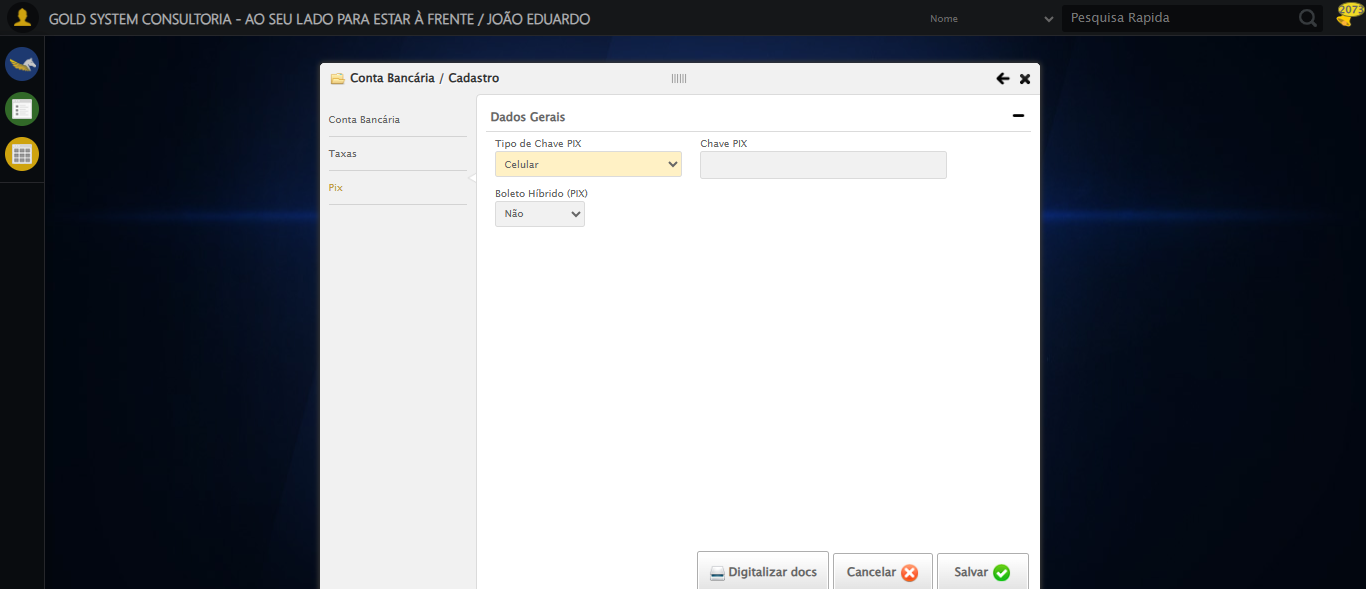 GOLD SYSTEM CONSULTORIA - AO SEU LADO PARA ESTAR À FRENTE / JOÃO EDUARDO
Nome
Pesquisa Rapida
2073
Conta Bancária / Cadastro
Conta Bancária
Taxas
Pix
Dados Gerais
Tipo de Chave PIX
Chave PIX
Celular
Boleto Híbrido (PIX)
Não
Digitalizar docs
Cancelar
Salvar